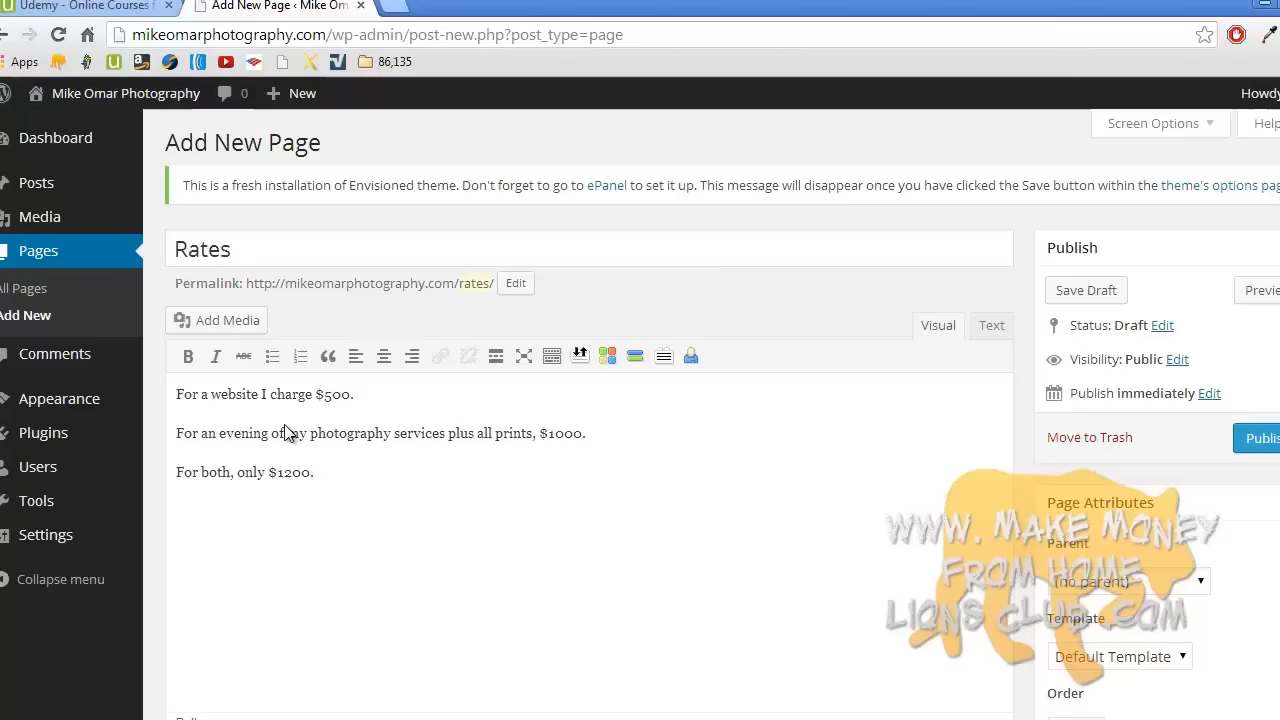 Udemy - Online Courses
Add New Page ‹ Mike Om
mikeomarphotography.com/wp-admin/post-new.php?post_type=page
Apps
86,135
Mike Omar Photography
0
New
Howdy
Dashboard
Posts
Media
Pages
All Pages
Add New
Comments
Appearance
Plugins
Users
Tools
Settings
Collapse menu
Screen Options
Help
Add New Page
This is a fresh installation of Envisioned theme. Don't forget to go to ePanel to set it up. This message will disappear once you have clicked the Save button within the theme's options pag
Rates
Permalink: http://mikeomarphotography.com/rates/
Edit
Add Media
Visual
Text
B I ABC
For a website I charge $500.
For an evening of my photography services plus all prints, $1000.
For both, only $1200.
Publish
Save Draft
Previe
Status: Draft Edit
Visibility: Public Edit
Publish immediately Edit
Move to Trash
Publis
Page Attributes
Parent
(no parent)
Template
Default Template
Order
WWW. MAKE MONEY
FROM HOME
LIONS CLUB.COM